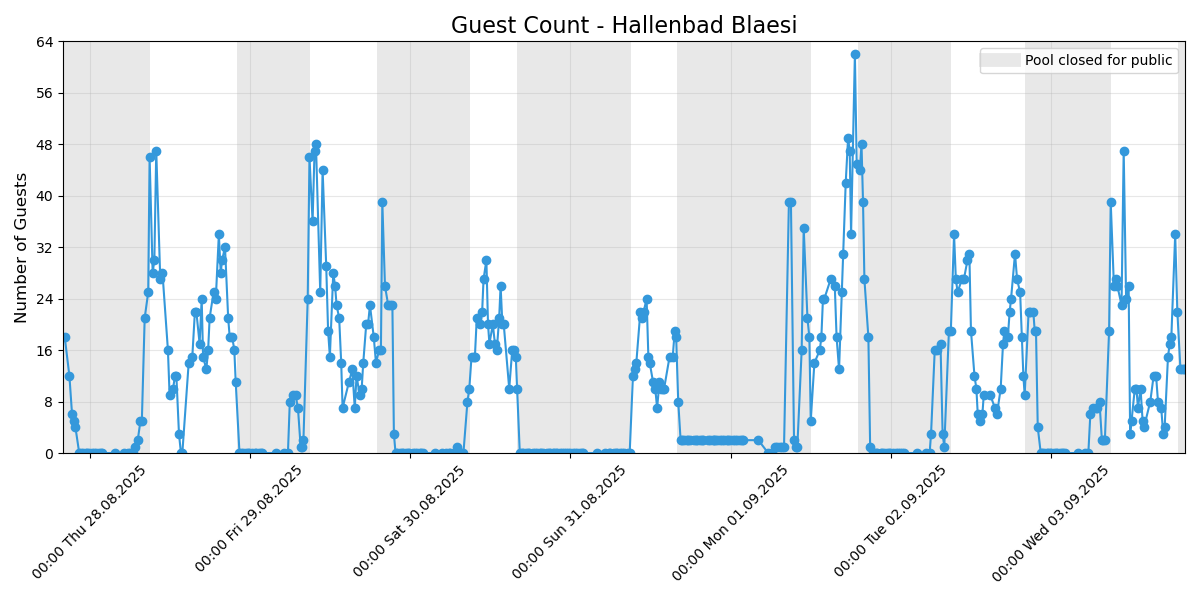 Guest Count - Hallenbad Blaesi
Pool closed for public
Number of Guests
64
56
48
40
32
24
16
8
0
00:00 Thu 28.08.2025
00:00 Fri 29.08.2025
00:00 Sat 30.08.2025
00:00 Sun 31.08.2025
00:00 Mon 01.09.2025
00:00 Tue 02.09.2025
00:00 Wed 03.09.2025